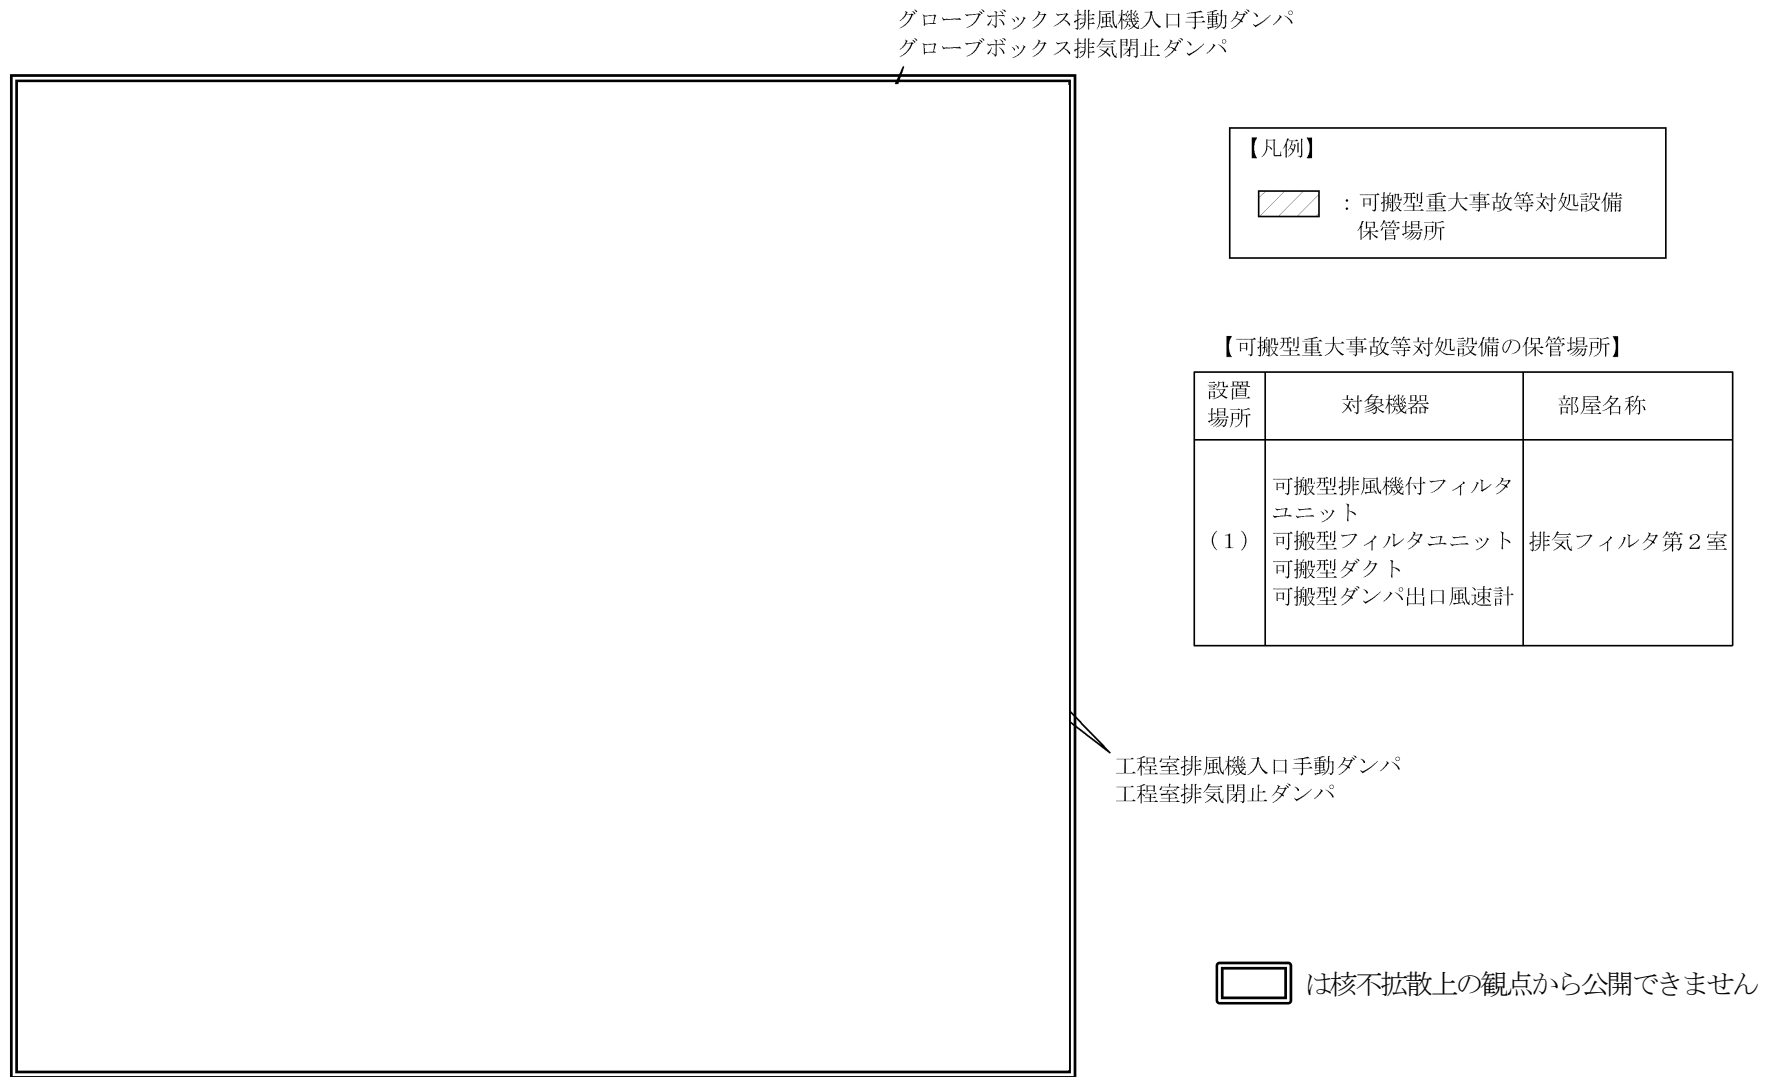 グローブボックス排風機入口手動ダンパ
グローブボックス排気閉止ダンパ
【凡例】
：可搬型重大事故等対処設備
保管場所
【可搬型重大事故等対処設備の保管場所】
設置
場所
対象機器
部屋名称
（１）
可搬型排風機付フィルタ
ユニット
可搬型フィルタユニット
可搬型ダクト
可搬型ダンパ出口風速計
排気フィルタ第２室
工程室排風機入口手動ダンパ
工程室排気閉止ダンパ
は核不拡散上の観点から公開できません